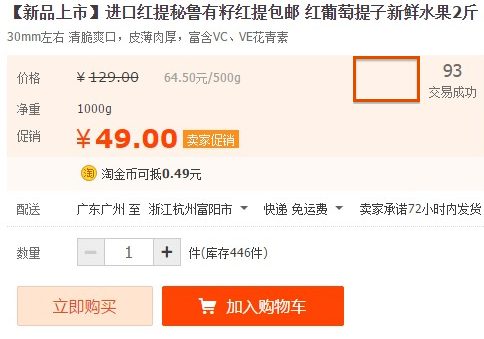 【新品上市】进口红提秘鲁有籽红提包邮 红葡萄提子新鲜水果2斤
30mm左右 清脆爽口，皮薄肉厚，富含VC、VE花青素
价格 ¥129.00 64.50元/500g 93
交易成功
净重 1000g
促销 ¥49.00 卖家促销
淘 淘金币可抵0.49元
配送 广东广州 至 浙江杭州富阳市 快递 免运费 卖家承诺72小时内发货
数量 − 1 + 件(库存446件)
立即购买 加入购物车